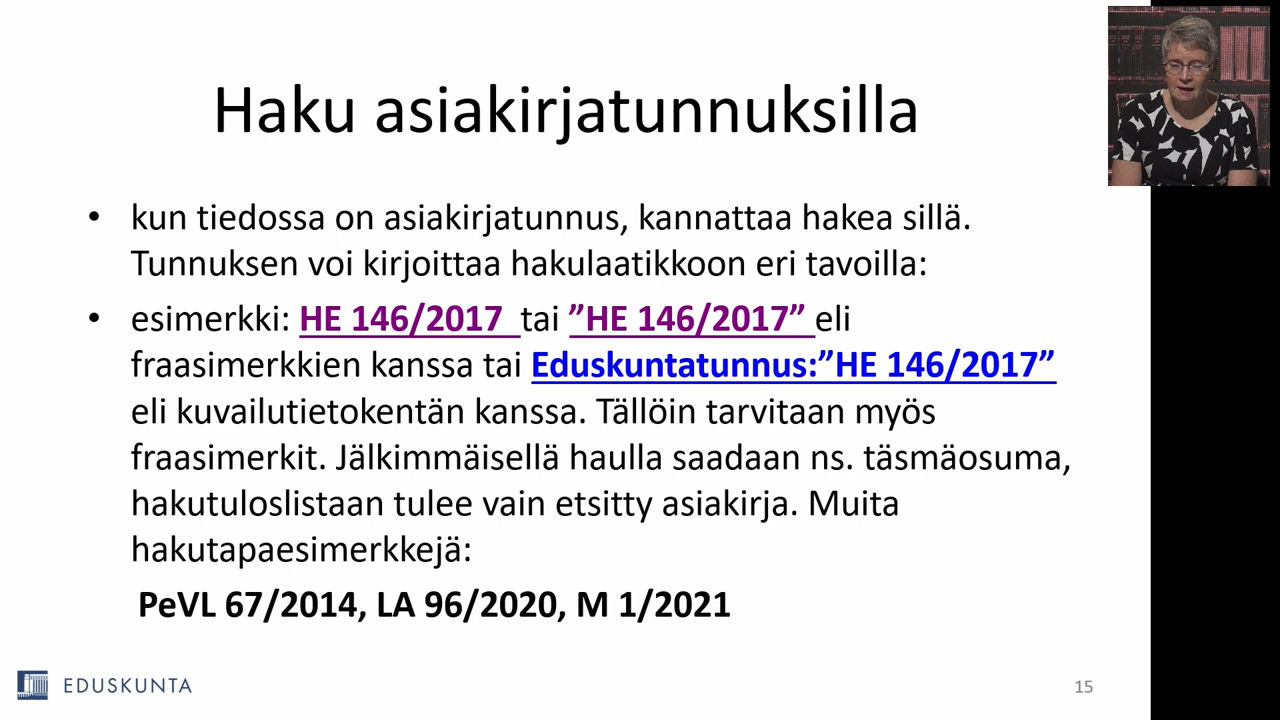 Haku asiakirjatunnuksilla
• kun tiedossa on asiakirjatunnus, kannattaa hakea sillä.
Tunnuksen voi kirjoittaa hakulaatikkoon eri tavoilla:
• esimerkki: HE 146/2017 tai ”HE 146/2017” eli
fraasimerkkien kanssa tai Eduskuntatunnus:”HE 146/2017”
eli kuvailutietokentän kanssa. Tällöin tarvitaan myös
fraasimerkit. Jälkimmäisellä haulla saadaan ns. täsmäosuma,
hakutuloslistaan tulee vain etsitty asiakirja. Muita
hakutapaesimerkkejä:
PeVL 67/2014, LA 96/2020, M 1/2021
EDUSKUNTA
15